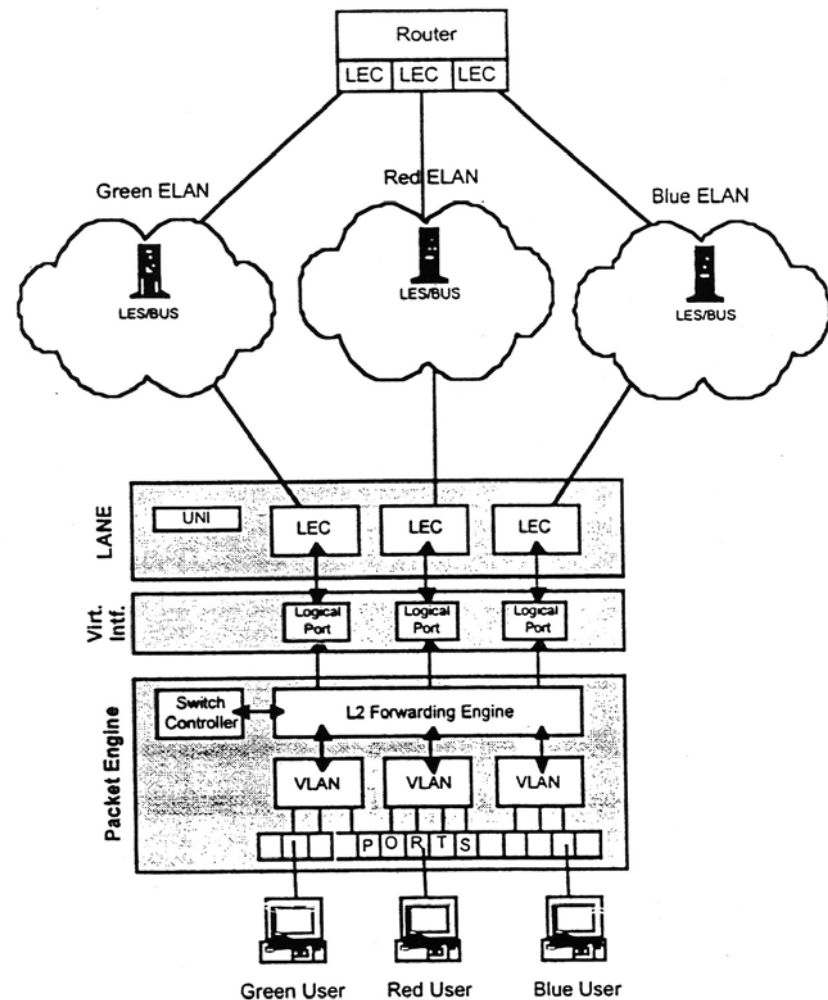 Router
LEC LEC LEC
Green ELAN
Red ELAN
Blue ELAN
LES/BUS
LES/BUS
LES/BUS
LANE
UNI
LEC
LEC
LEC
Virt. Intf.
Logical
Port
Logical
Port
Logical
Port
Packet Engine
Switch
Controller
L2 Forwarding Engine
VLAN
VLAN
VLAN
P O R T S
Green User
Red User
Blue User